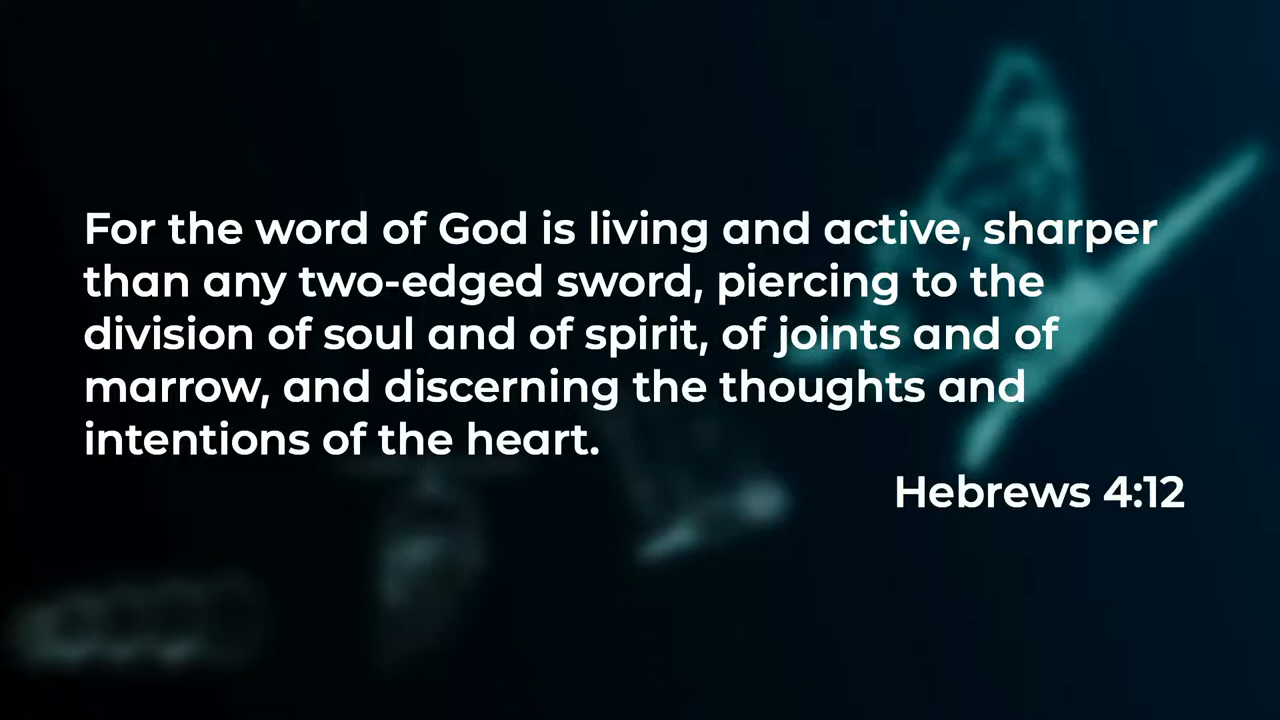 For the word of God is living and active, sharper
than any two-edged sword, piercing to the
division of soul and of spirit, of joints and of
marrow, and discerning the thoughts and
intentions of the heart.
Hebrews 4:12